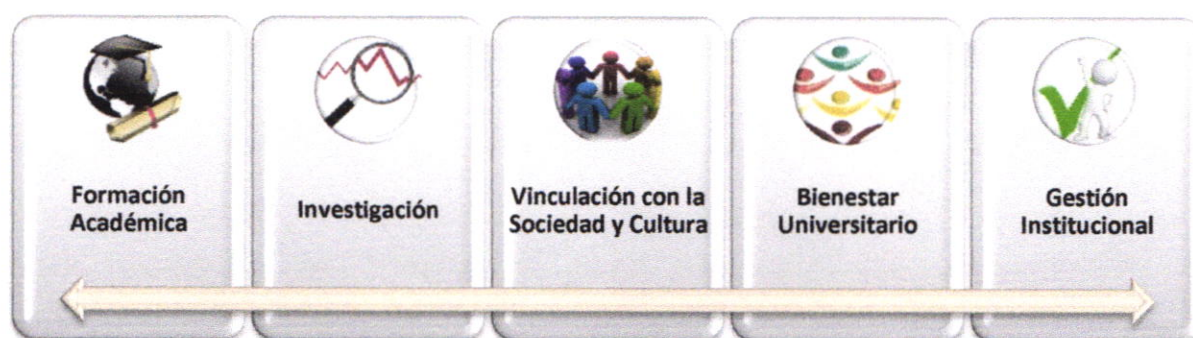 Formación
Académica
Investigación
Vinculación con la
Sociedad y Cultura
Bienestar
Universitario
Gestión
Institucional